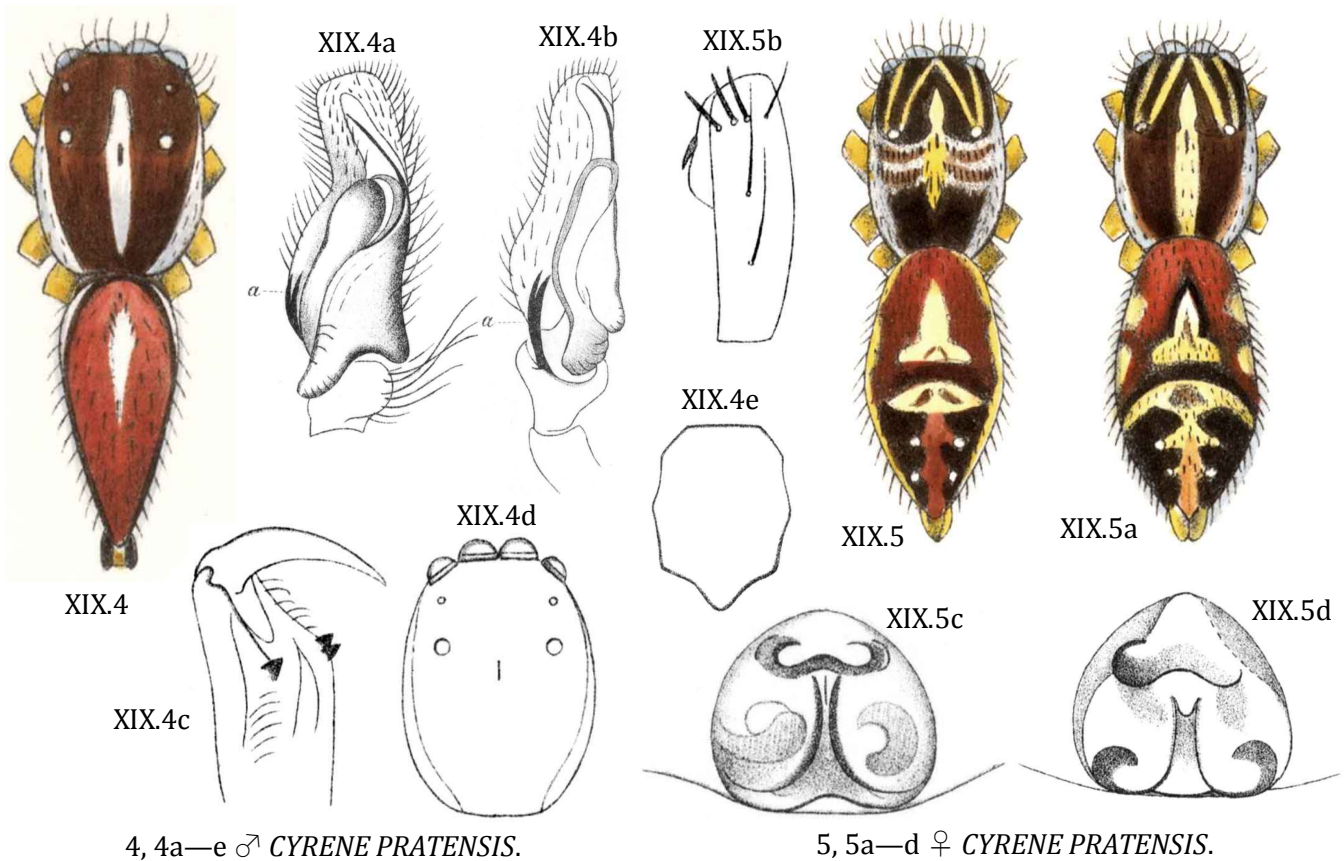 XIX.4a
XIX.4b
XIX.5b
a
a
XIX.4e
XIX.4d
XIX.5
XIX.5a
XIX.4
XIX.5c
XIX.5d
XIX.4c
4, 4a—e ♂ CYRENE PRATENSIS.
5, 5a—d ♀ CYRENE PRATENSIS.